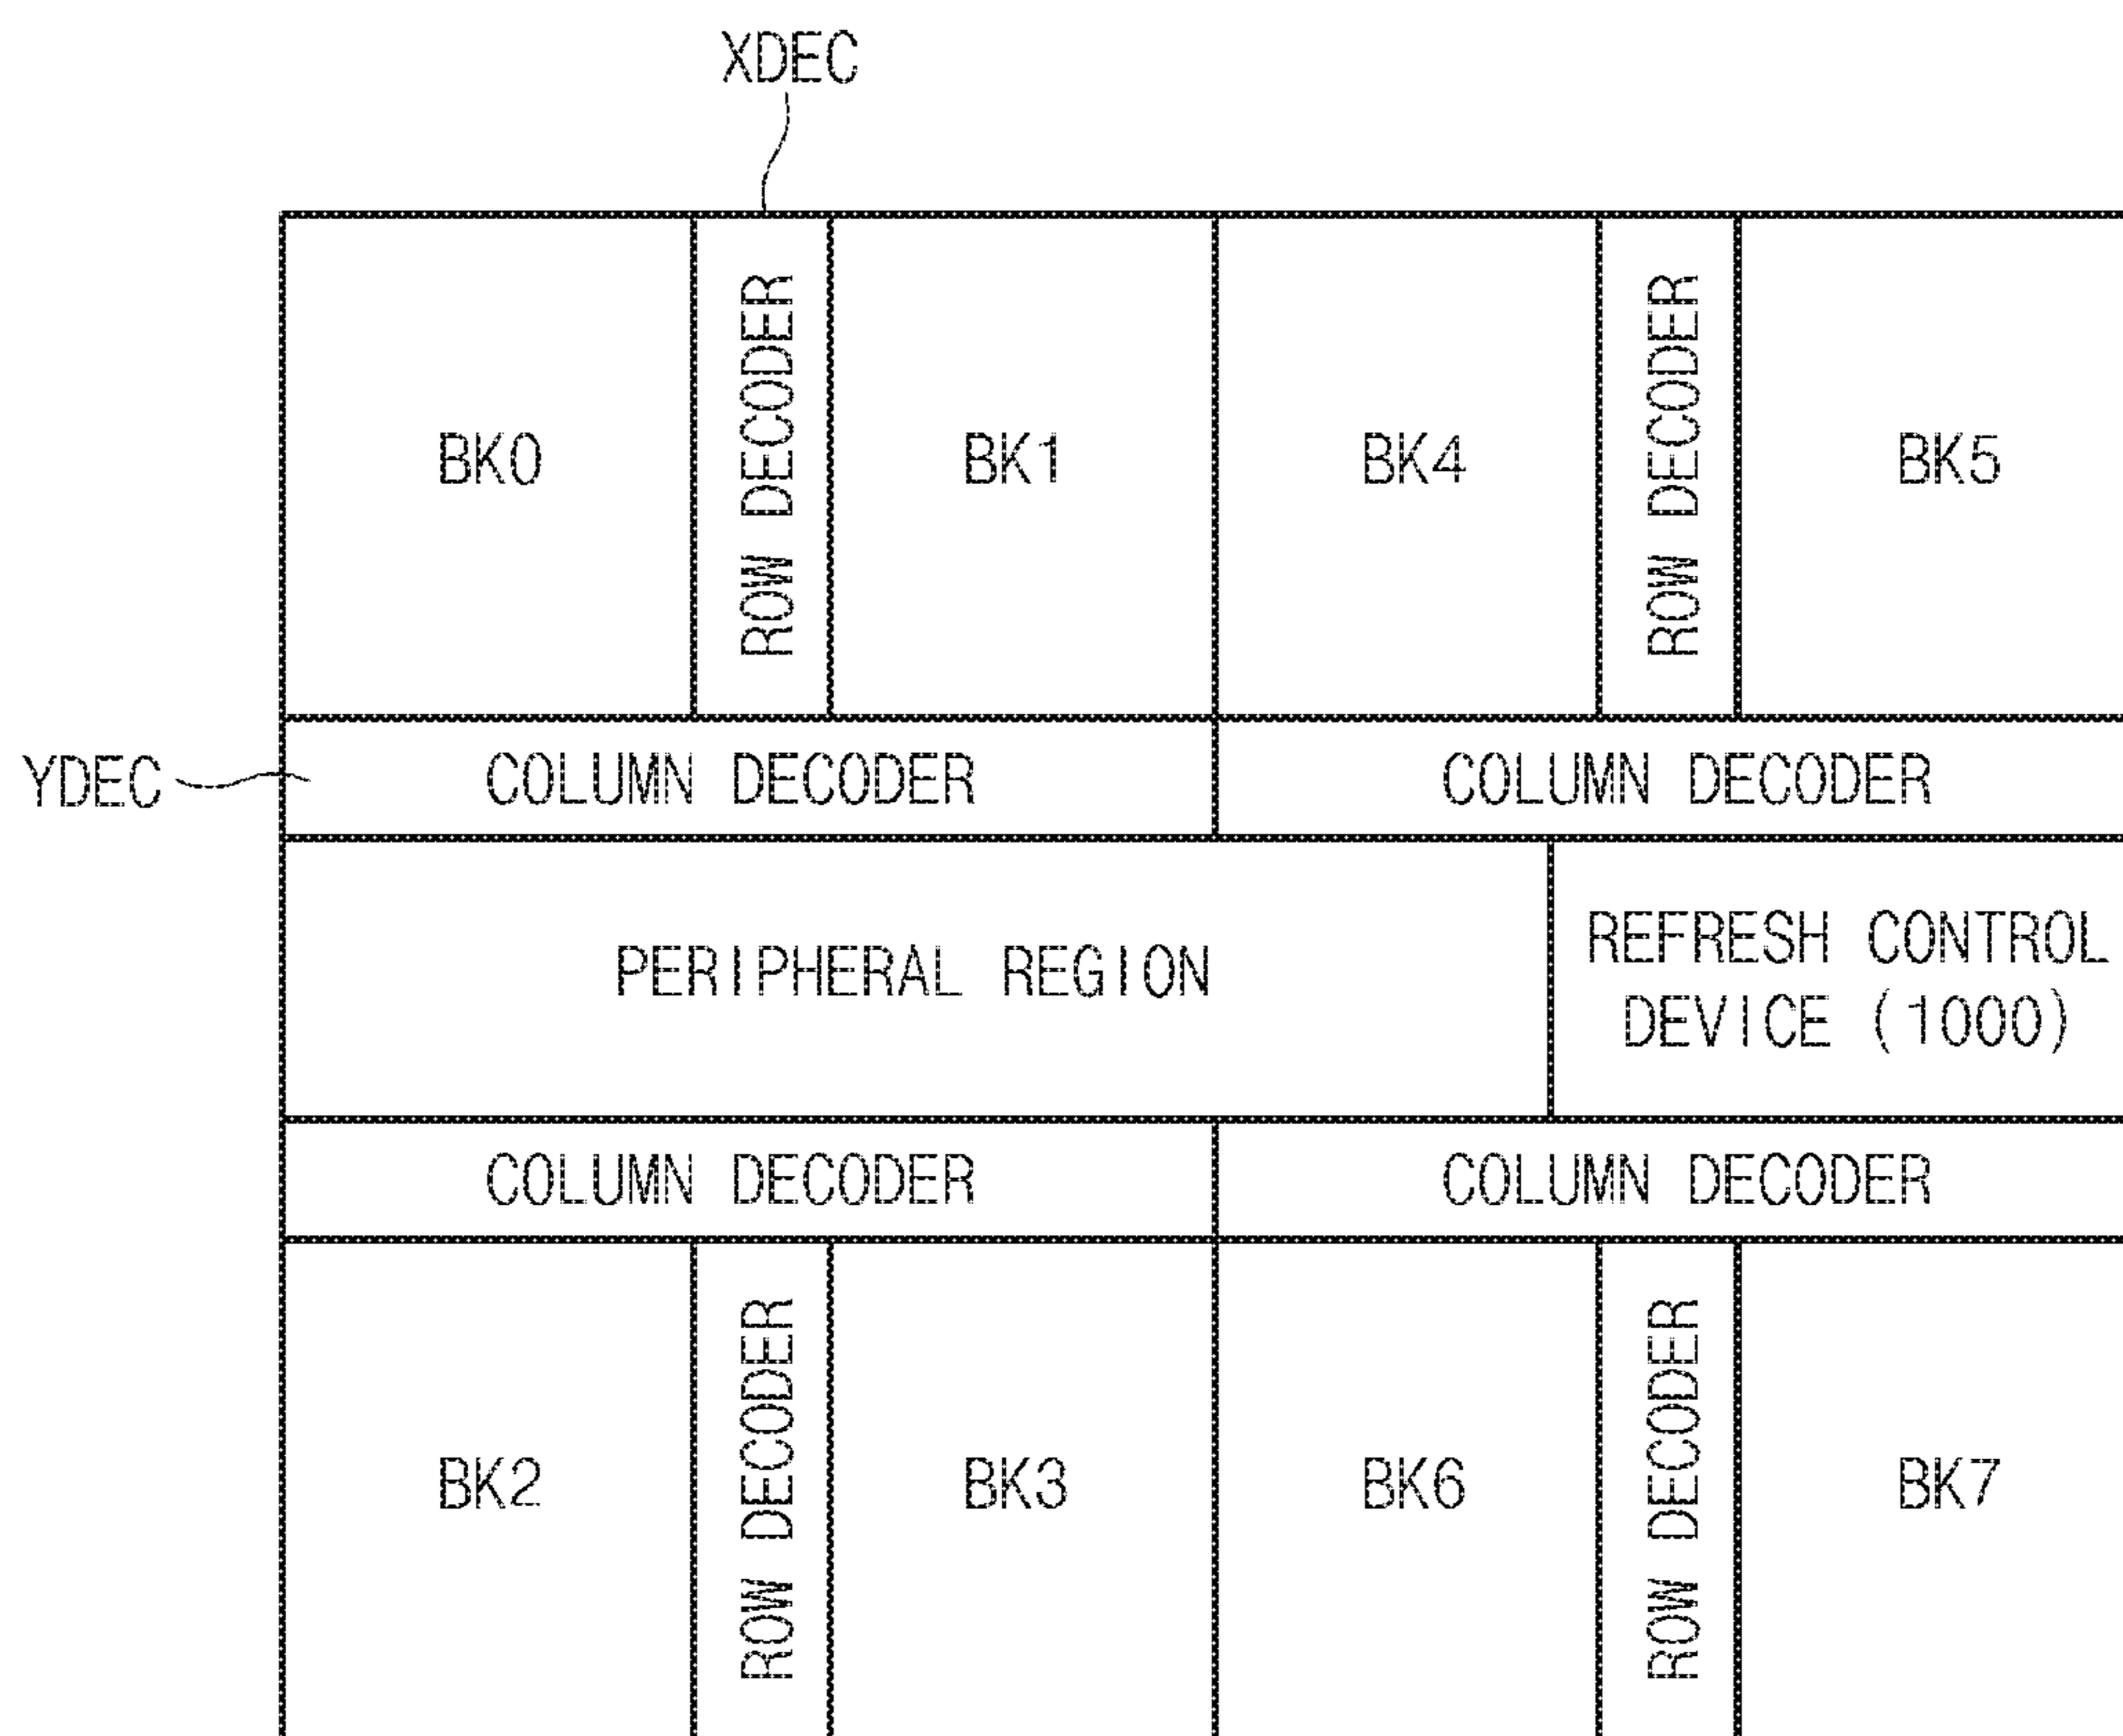 XDEC
BK0
ROW DECODER
BK1
BK4
ROW DECODER
BK5
YDEC
COLUMN DECODER
COLUMN DECODER
PERIPHERAL REGION
REFRESH CONTROL
DEVICE (1000)
COLUMN DECODER
COLUMN DECODER
BK2
ROW DECODER
BK3
BK6
ROW DECODER
BK7